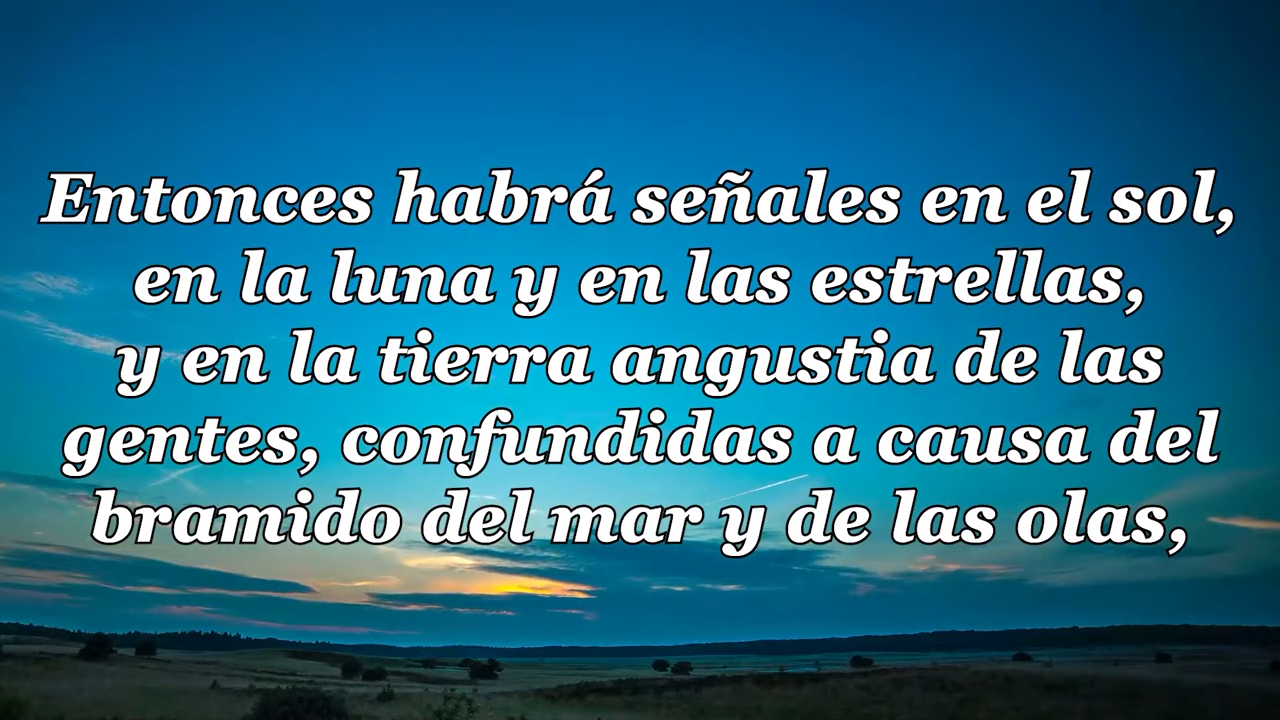 Entonces habrá señales en el sol,
en la luna y en las estrellas,
y en la tierra angustia de las
gentes, confundidas a causa del
bramido del mar y de las olas,